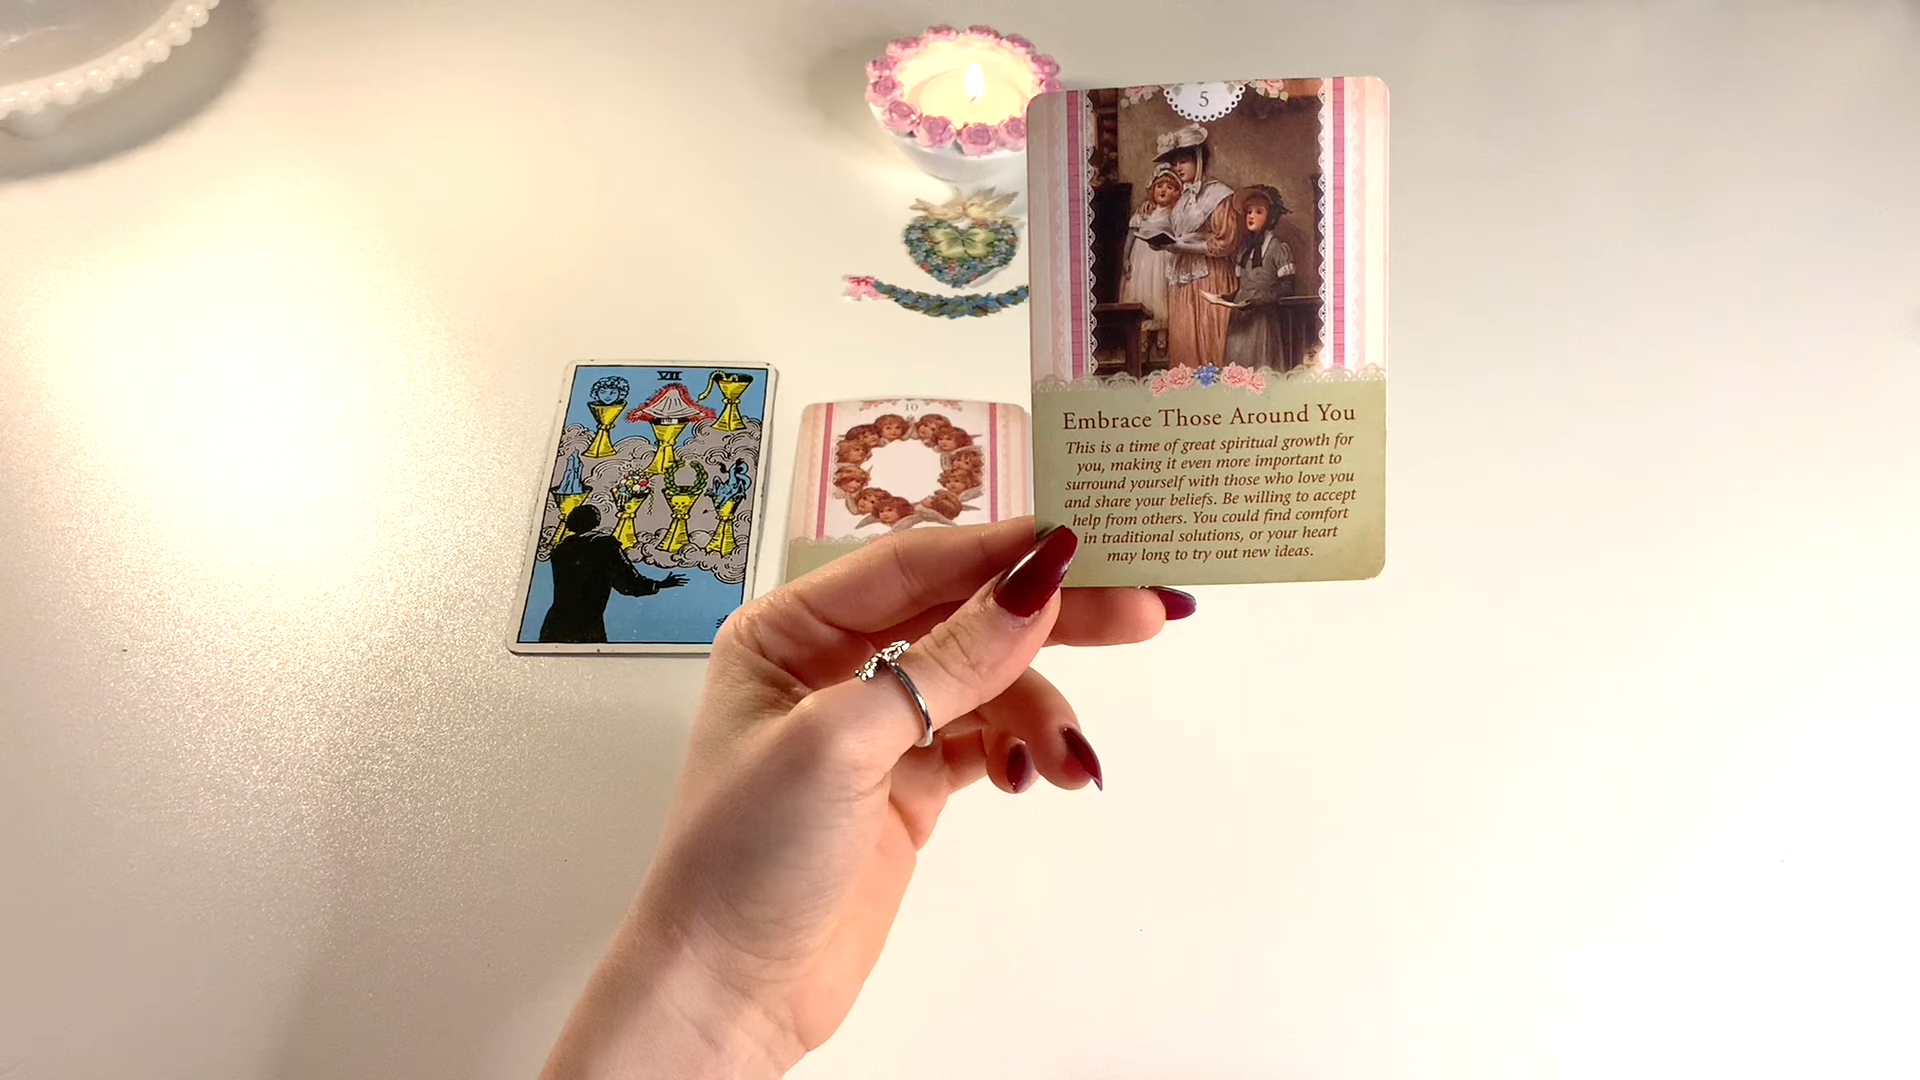 5
Embrace Those Around You
This is a time of great spiritual growth for
you, making it even more important to
surround yourself with those who love you
and share your beliefs. Be willing to accept
help from others. You could find comfort
in traditional solutions, or your heart
may long to try out new ideas.
VII
10